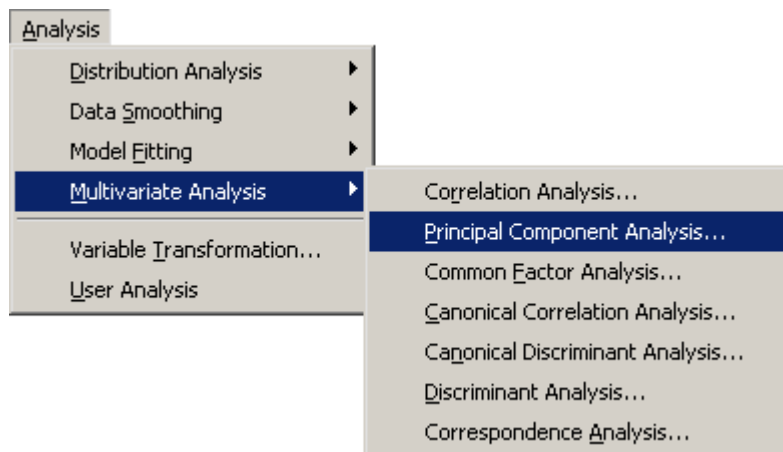 Analysis
Distribution Analysis
Data Smoothing
Model Fitting
Multivariate Analysis
Variable Transformation...
User Analysis
Correlation Analysis...
Principal Component Analysis...
Common Factor Analysis...
Canonical Correlation Analysis...
Canonical Discriminant Analysis...
Discriminant Analysis...
Correspondence Analysis...